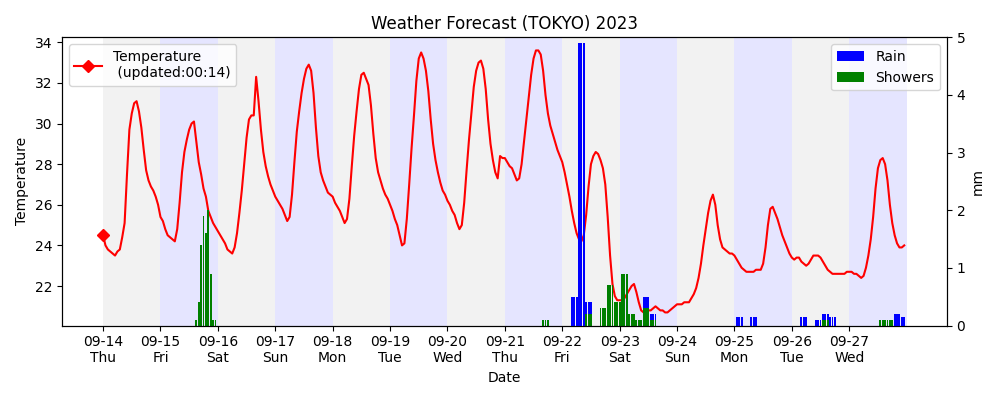 Weather Forecast (TOKYO) 2023
Temperature
(updated:00:14)
Rain
Showers
34
32
30
28
26
24
22
Temperature
5
4
3
2
1
0
mm
09-14 09-15 09-16 09-17 09-18 09-19 09-20 09-21 09-22 09-23 09-24 09-25 09-26 09-27
Thu Fri Sat Sun Mon Tue Wed Thu Fri Sat Sun Mon Tue Wed
Date